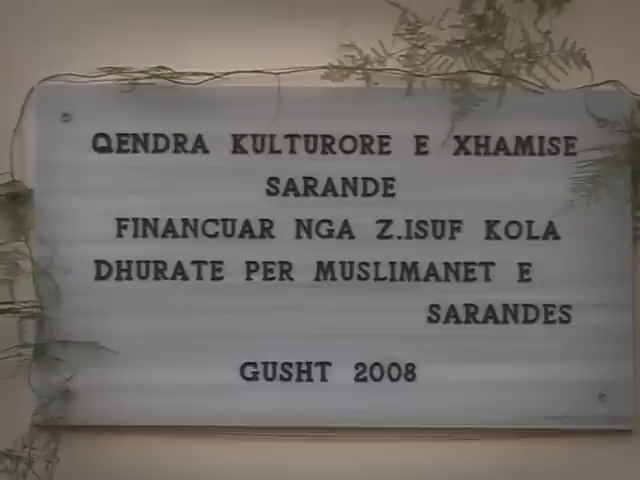 QENDRA KULTURORE E XHAMISE
SARANDE
FINANCUAR NGA Z.ISUF KOLA
DHURATE PER MUSLIMANET E
SARANDES
GUSHT 2008